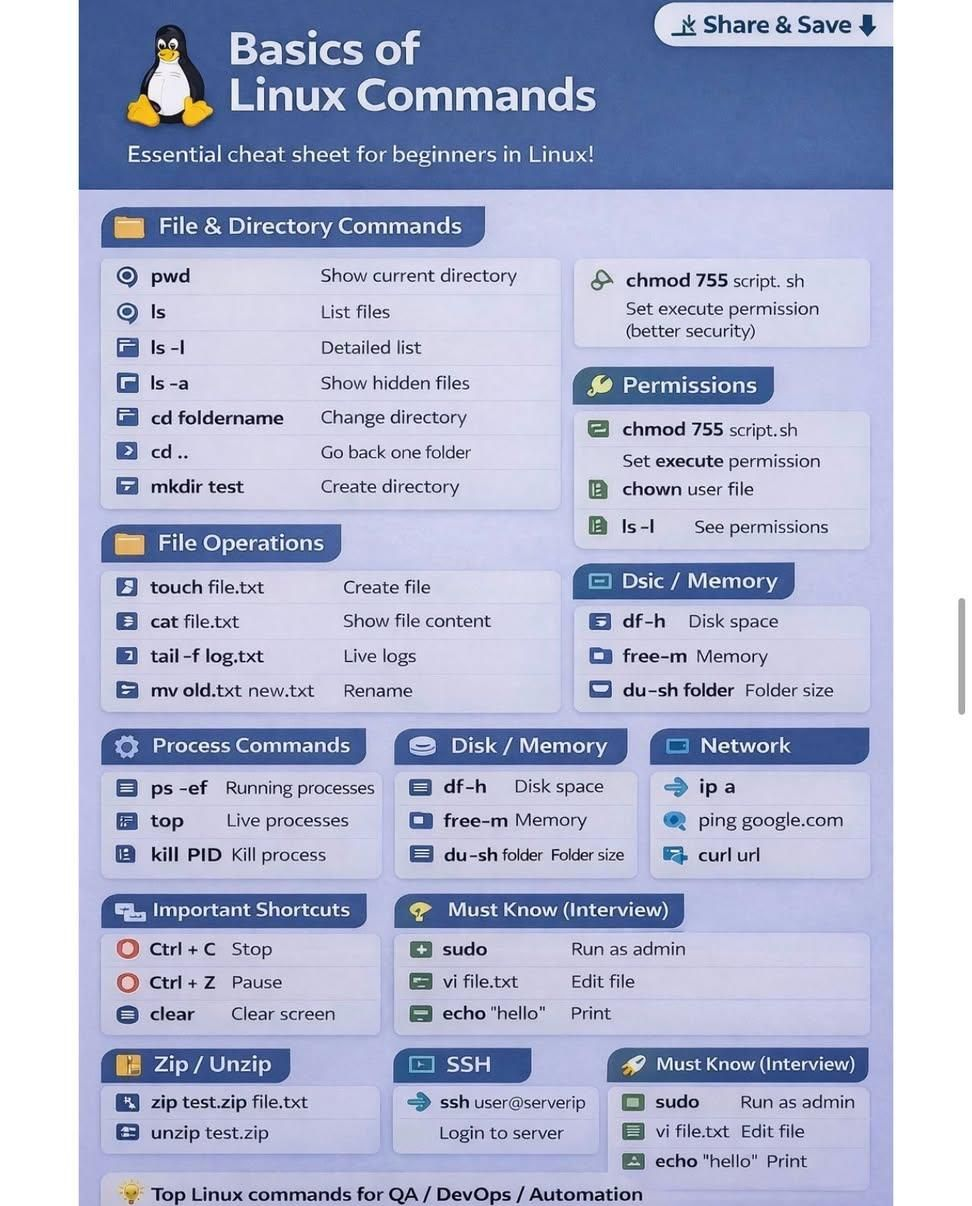 Share & Save
Basics of
Linux Commands
Essential cheat sheet for beginners in Linux!
File & Directory Commands
pwd Show current directory
ls List files
ls -l Detailed list
ls -a Show hidden files
cd foldername Change directory
cd .. Go back one folder
mkdir test Create directory
chmod 755 script. sh
Set execute permission
(better security)
Permissions
chmod 755 script.sh
Set execute permission
chown user file
ls -l See permissions
File Operations
touch file.txt Create file
cat file.txt Show file content
tail -f log.txt Live logs
mv old.txt new.txt Rename
Dsic / Memory
df-h Disk space
free-m Memory
du-sh folder Folder size
Process Commands
ps -ef Running processes
top Live processes
kill PID Kill process
Disk / Memory
df-h Disk space
free-m Memory
du-sh folder Folder size
Network
ip a
ping google.com
curl url
Important Shortcuts
Ctrl + C Stop
Ctrl + Z Pause
clear Clear screen
Must Know (Interview)
sudo Run as admin
vi file.txt Edit file
echo "hello" Print
Zip / Unzip
zip test.zip file.txt
unzip test.zip
SSH
ssh user@serverip
Login to server
Must Know (Interview)
sudo Run as admin
vi file.txt Edit file
echo "hello" Print
Top Linux commands for QA / DevOps / Automation